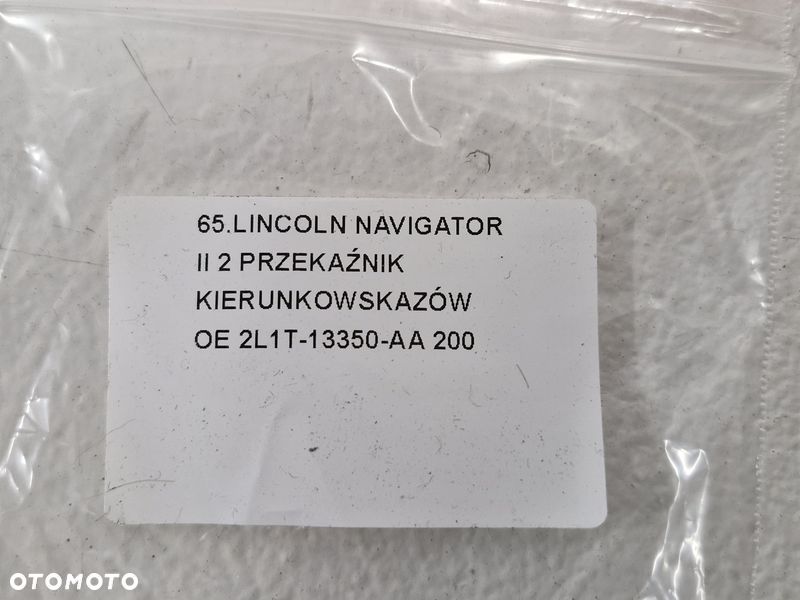 65.LINCOLN NAVIGATOR
II 2 PRZEKAŹNIK
KIERUNKOWSKAZÓW
OE 2L1T-13350-AA 200
OTOMOTO